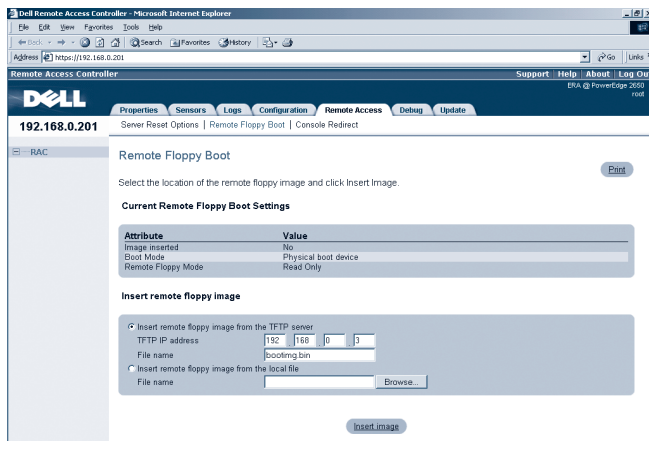 Dell Remote Access Controller - Microsoft Internet Explorer
File Edit View Favorites Tools Help
Back Search Favorites History
Address https://192.168.0.201 Go Links
Remote Access Controller Support Help About Log Ou
ERA @ PowerEdge 2650
root
DELL
Properties Sensors Logs Configuration Remote Access Debug Update
192.168.0.201 Server Reset Options | Remote Floppy Boot | Console Redirect
RAC
Remote Floppy Boot
Print
Select the location of the remote floppy image and click Insert Image.
Current Remote Floppy Boot Settings
Attribute Value
Image inserted No
Boot Mode Physical boot device
Remote Floppy Mode Read Only
Insert remote floppy image
Insert remote floppy image from the TFTP server
TFTP IP address 192 . 168 . 0 . 3
File name bootimg.bin
Insert remote floppy image from the local file
File name Browse...
Insert image